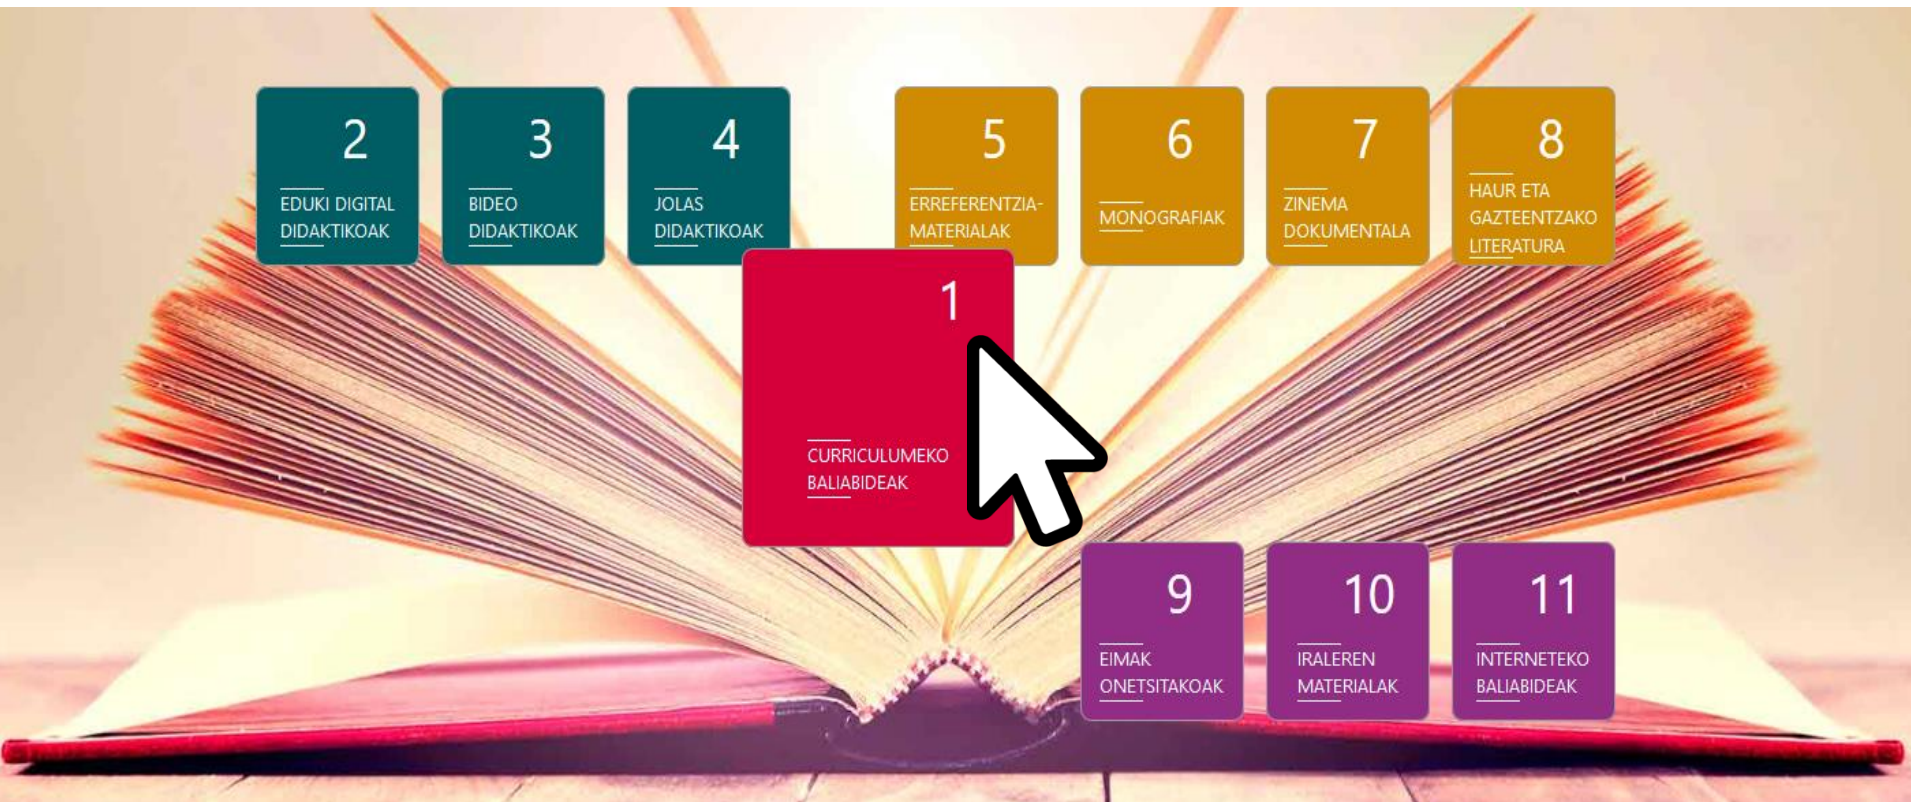 2
EDUKI DIGITAL
DIDAKTIKOAK
3
BIDEO
DIDAKTIKOAK
4
JOLAS
DIDAKTIKOAK
5
ERREFERENTZIA-
MATERIALAK
6
MONOGRAFIAK
7
ZINEMA
DOKUMENTALA
8
HAUR ETA
GAZTEENTZAKO
LITERATURA
1
CURRICULUMEKO
BALIABIDEAK
9
EIMAK
ONETSITAKOAK
10
IRALEREN
MATERIALAK
11
INTERNETEKO
BALIABIDEAK